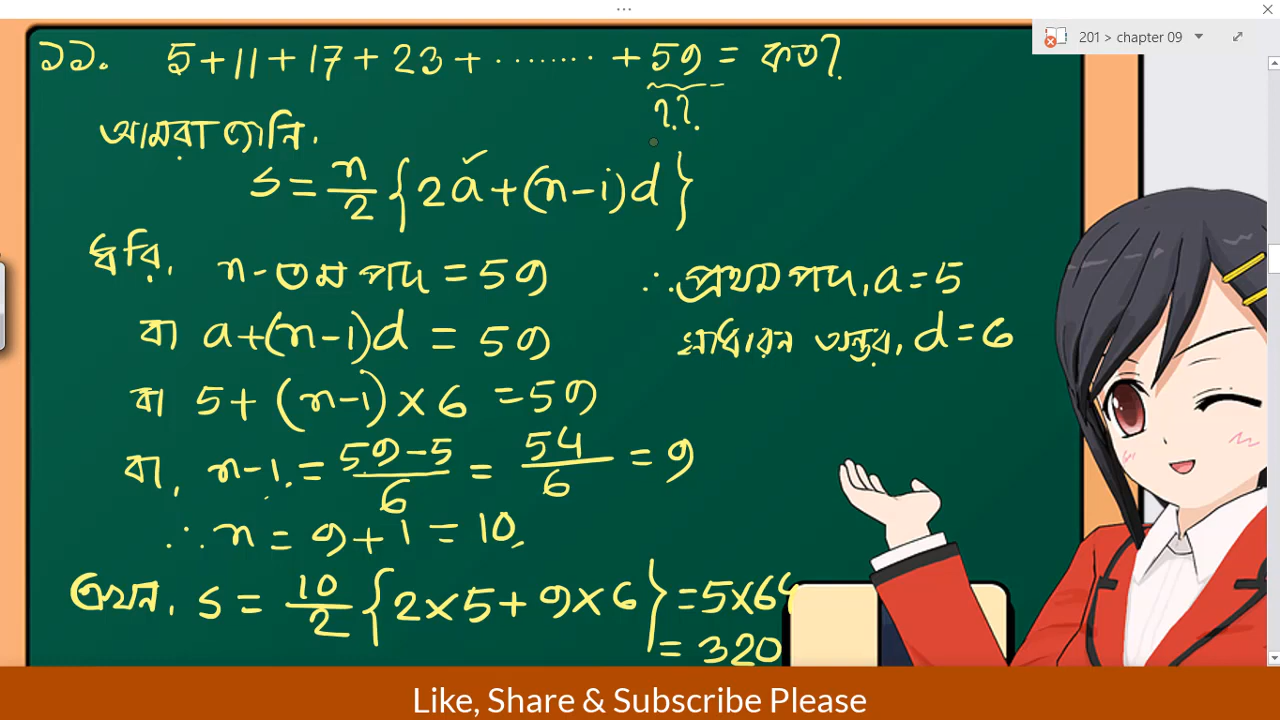 201 > chapter 09
১১. 5+11+17+23+........+59 = কত?
??
আমরা জানি,
s = n/2 {2a+(n-1)d}
ধরি, n-তম পদ = 59
∴ প্রথম পদ, a = 5
বা a+(n-1)d = 59
সাধারন অন্তর, d = 6
বা 5+(n-1)×6 = 59
বা, n-1 = 59-5/6 = 54/6 = 9
∴ n = 9+1 = 10
এখন, s = 10/2 {2×5+9×6} = 5×64
= 320
Like, Share & Subscribe Please